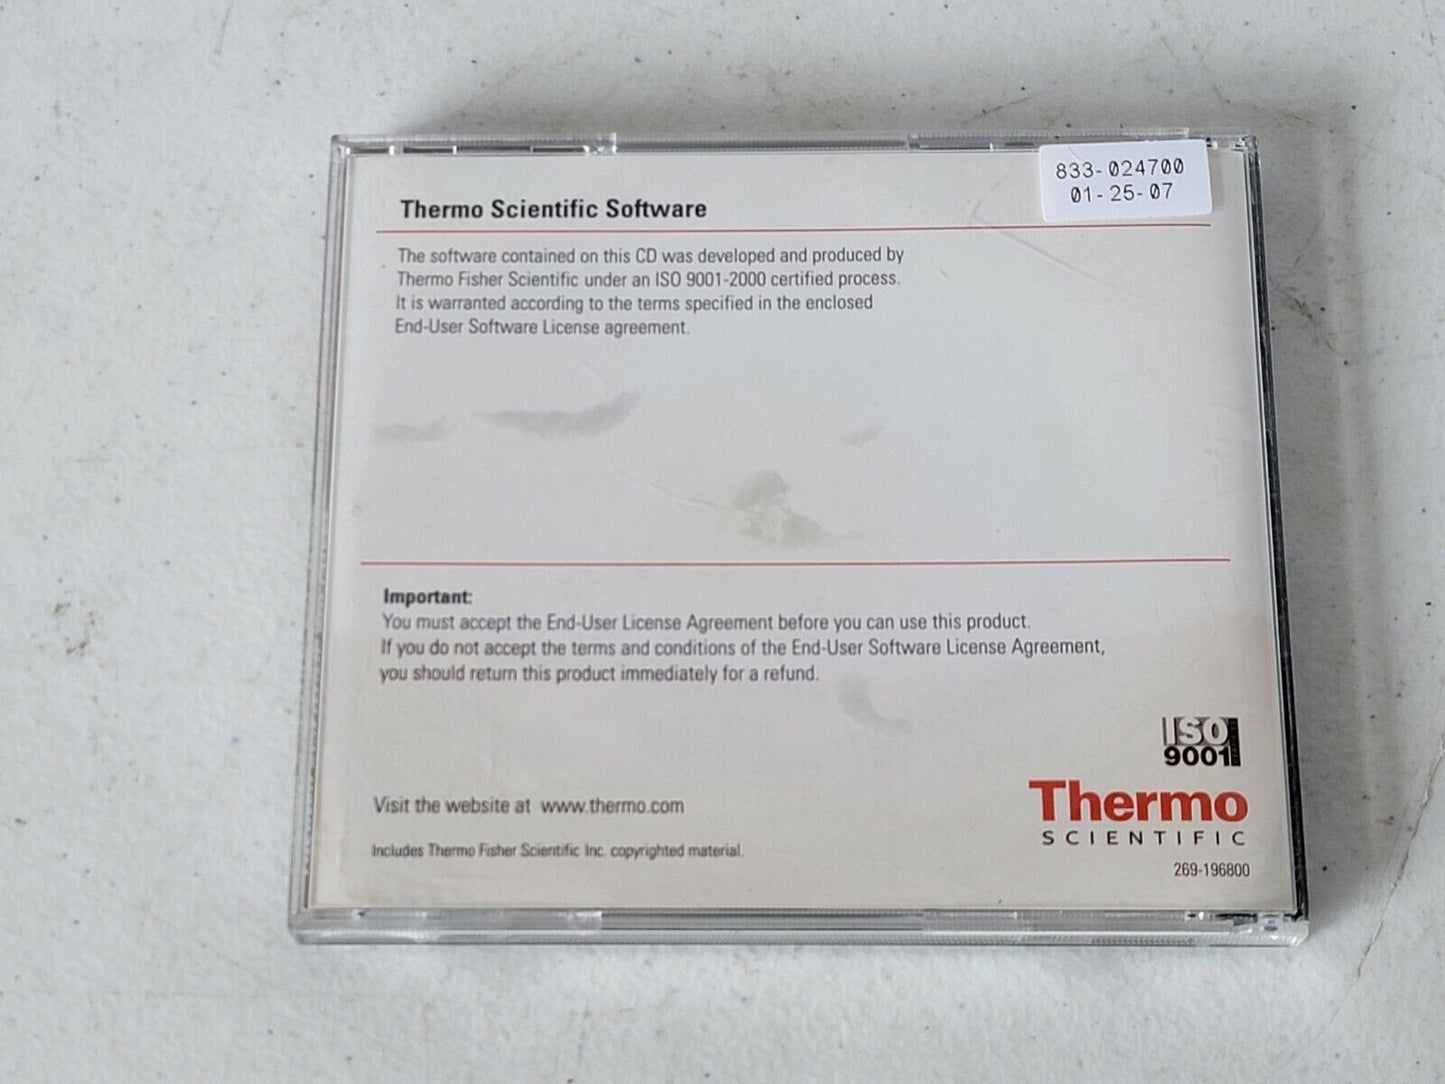 833-024700
01-25-07
Thermo Scientific Software
The software contained on this CD was developed and produced by
Thermo Fisher Scientific under an ISO 9001-2000 certified process.
It is warranted according to the terms specified in the enclosed
End-User Software License agreement.
Important:
You must accept the End-User License Agreement before you can use this product.
If you do not accept the terms and conditions of the End-User Software License Agreement,
you should return this product immediately for a refund.
ISO
9001
Visit the website at www.thermo.com
Thermo
SCIENTIFIC
Includes Thermo Fisher Scientific Inc. copyrighted material.
269-196800